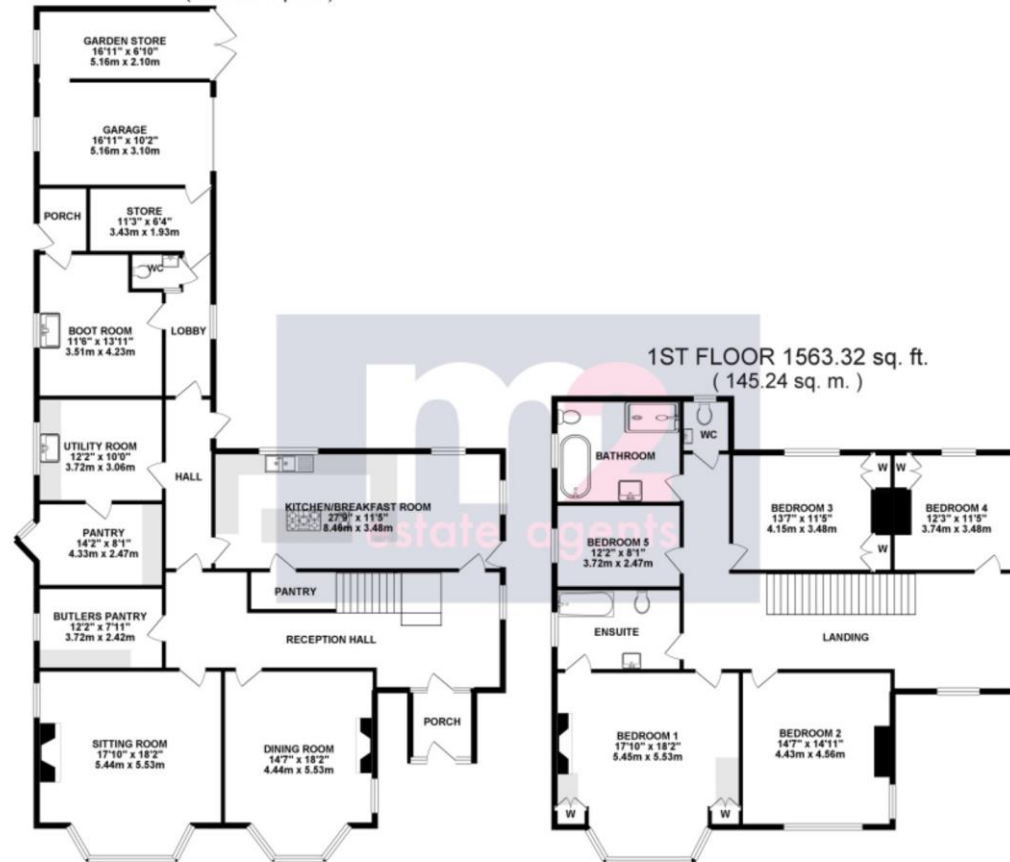 GARDEN STORE
16'11" x 6'10"
5.16m x 2.10m
GARAGE
16'11" x 10'2"
5.16m x 3.10m
PORCH
STORE
11'3" x 6'4"
3.43m x 1.93m
WC
BOOT ROOM
11'6" x 13'11"
3.51m x 4.23m
LOBBY
UTILITY ROOM
12'2" x 10'0"
3.72m x 3.06m
HALL
KITCHEN/BREAKFAST ROOM
27'9" x 11'5"
8.46m x 3.48m
PANTRY
14'2" x 8'1"
4.33m x 2.47m
PANTRY
BUTLERS PANTRY
12'2" x 7'11"
3.72m x 2.42m
RECEPTION HALL
SITTING ROOM
17'10" x 18'2"
5.44m x 5.53m
DINING ROOM
14'7" x 18'2"
4.44m x 5.53m
PORCH
m2
estate agents
1ST FLOOR 1563.32 sq. ft.
( 145.24 sq. m. )
BATHROOM
WC
BEDROOM 3
13'7" x 11'5"
4.15m x 3.48m
W
W
W
BEDROOM 4
12'3" x 11'5"
3.74m x 3.48m
BEDROOM 5
12'2" x 8'1"
3.72m x 2.47m
ENSUITE
LANDING
BEDROOM 1
17'10" x 18'2"
5.45m x 5.53m
W
W
BEDROOM 2
14'7" x 14'11"
4.43m x 4.56m